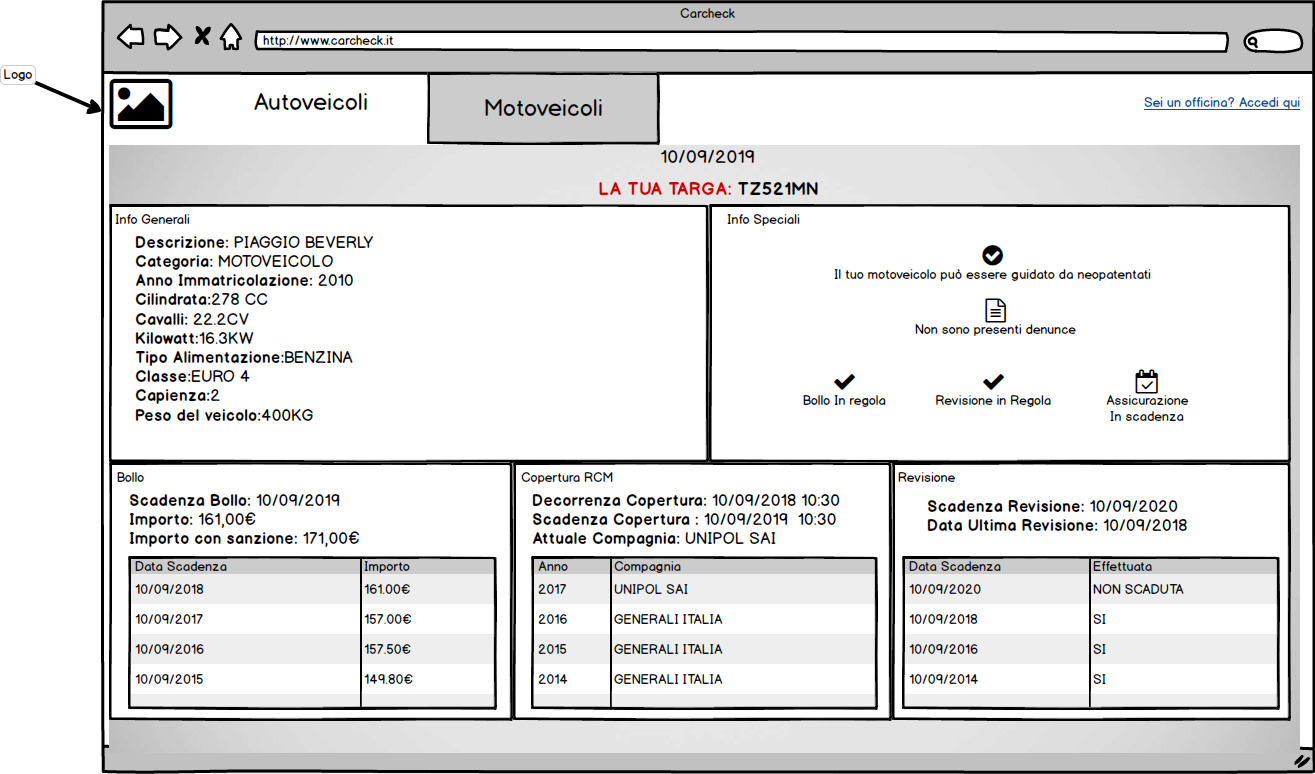 Carcheck
http://www.carcheck.it
Logo
Autoveicoli
Motoveicoli
Sei un officina? Accedi qui
10/09/2019
LA TUA TARGA: TZ521MN
Info Generali
Descrizione: PIAGGIO BEVERLY
Categoria: MOTOVEICOLO
Anno Immatricolazione: 2010
Cilindrata:278 CC
Cavalli: 22.2CV
Kilowatt:16.3KW
Tipo Alimentazione:BENZINA
Classe:EURO 4
Capienza:2
Peso del veicolo:400KG
Info Speciali
Il tuo motoveicolo può essere guidato da neopatentati
Non sono presenti denunce
Bollo In regola
Revisione in Regola
Assicurazione
In scadenza
Bollo
Scadenza Bollo: 10/09/2019
Importo: 161,00€
Importo con sanzione: 171,00€
Data Scadenza Importo
10/09/2018 161.00€
10/09/2017 157.00€
10/09/2016 157.50€
10/09/2015 149.80€
Copertura RCM
Decorrenza Copertura: 10/09/2018 10:30
Scadenza Copertura : 10/09/2019 10:30
Attuale Compagnia: UNIPOL SAI
Anno Compagnia
2017 UNIPOL SAI
2016 GENERALI ITALIA
2015 GENERALI ITALIA
2014 GENERALI ITALIA
Revisione
Scadenza Revisione: 10/09/2020
Data Ultima Revisione: 10/09/2018
Data Scadenza Effettuata
10/09/2020 NON SCADUTA
10/09/2018 SI
10/09/2016 SI
10/09/2014 SI